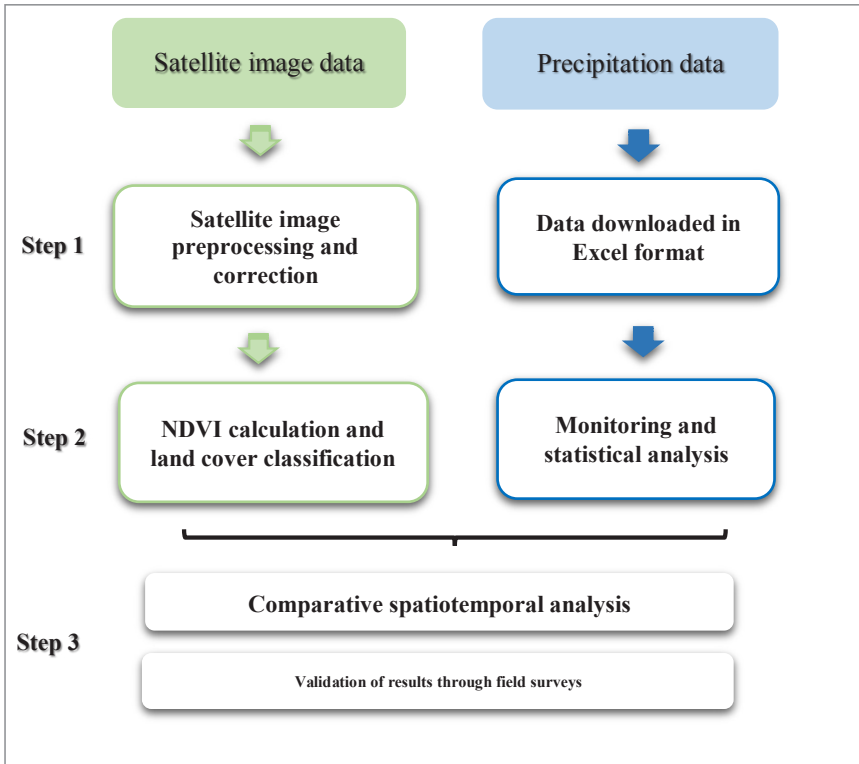 Satellite image data
Precipitation data
Step 1
Satellite image
preprocessing and
correction
Data downloaded in
Excel format
Step 2
NDVI calculation and
land cover classification
Monitoring and
statistical analysis
Step 3
Comparative spatiotemporal analysis
Validation of results through field surveys